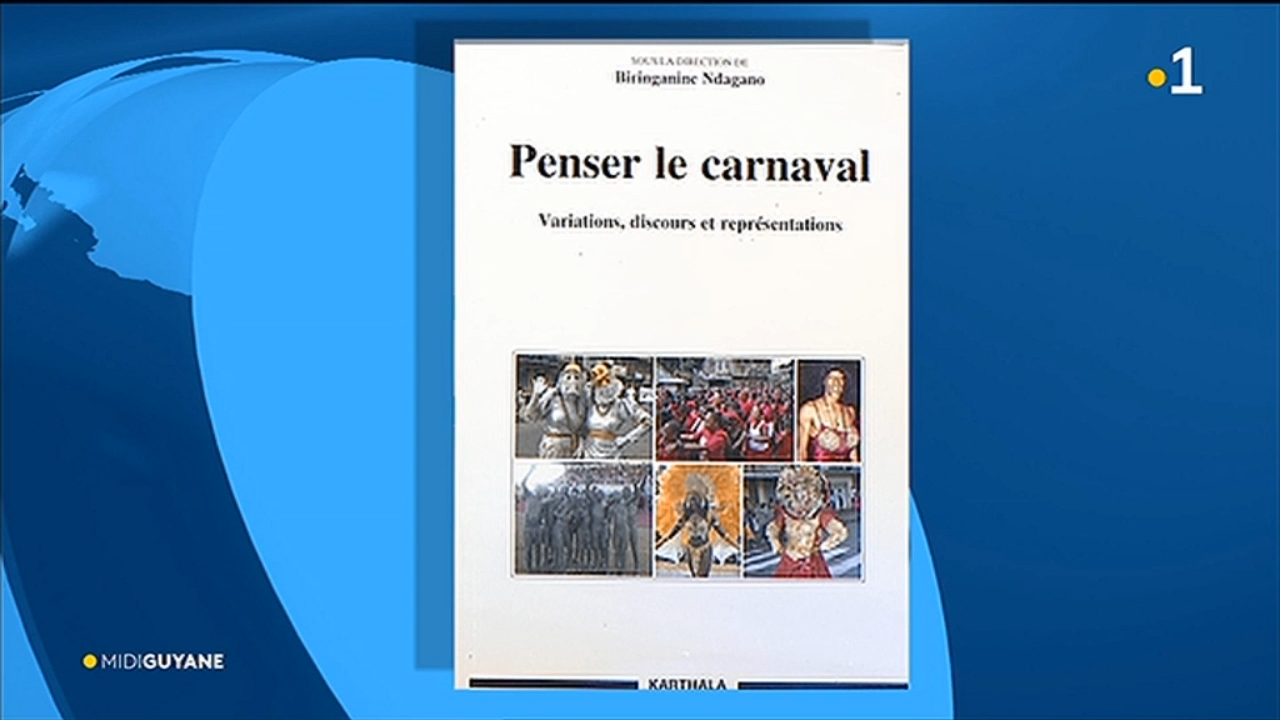 SOUS LA DIRECTION DE
Biringanine Ndagano
Penser le carnaval
Variations, discours et représentations
KARTHALA
1
MIDIGUYANE